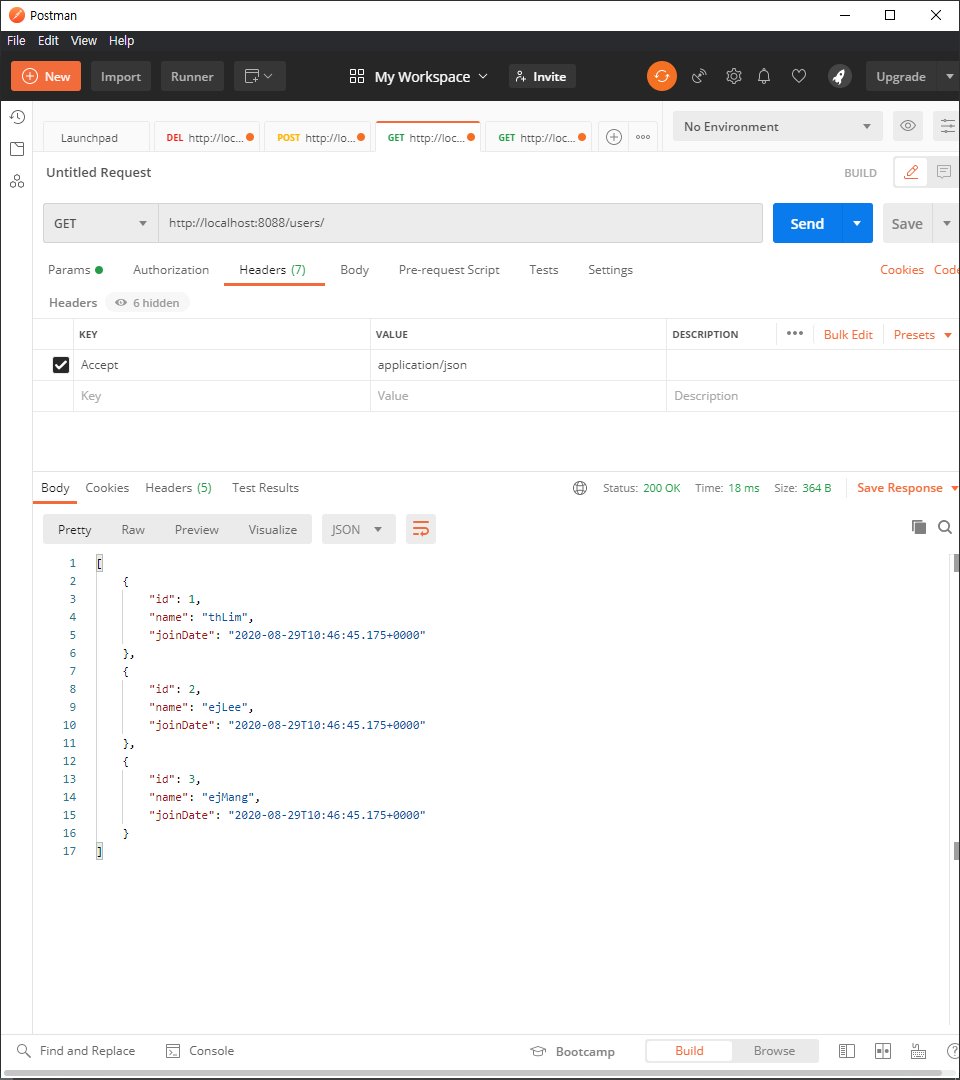 Postman
File Edit View Help
New Import Runner My Workspace Invite Upgrade
Launchpad DEL http://loc... POST http://lo... GET http://loc... GET http://loc... No Environment
Untitled Request BUILD
GET http://localhost:8088/users/ Send Save
Params Authorization Headers (7) Body Pre-request Script Tests Settings Cookies Code
Headers 6 hidden
KEY VALUE DESCRIPTION Bulk Edit Presets
Accept application/json
Key Value Description
Body Cookies Headers (5) Test Results Status: 200 OK Time: 18 ms Size: 364 B Save Response
Pretty Raw Preview Visualize JSON
1 [
2 {
3 "id": 1,
4 "name": "thLim",
5 "joinDate": "2020-08-29T10:46:45.175+0000"
6 },
7 {
8 "id": 2,
9 "name": "ejLee",
10 "joinDate": "2020-08-29T10:46:45.175+0000"
11 },
12 {
13 "id": 3,
14 "name": "ejMang",
15 "joinDate": "2020-08-29T10:46:45.175+0000"
16 }
17 ]
Find and Replace Console Bootcamp Build Browse